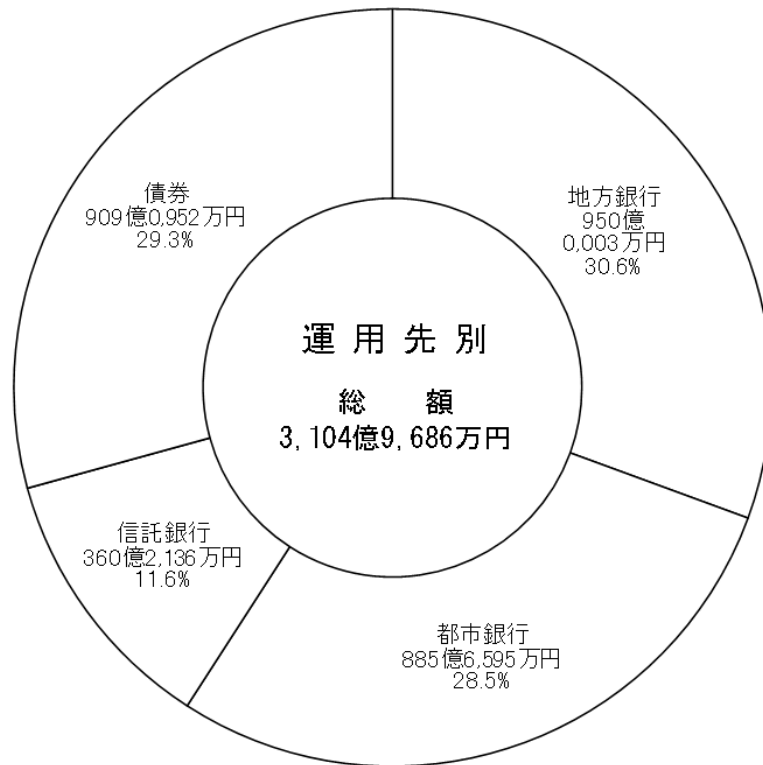 債券
909億0,952万円
29.3%
地方銀行
950億
0,003万円
30.6%
運用先別
総額
3,104億9,686万円
信託銀行
360億2,136万円
11.6%
都市銀行
885億6,595万円
28.5%